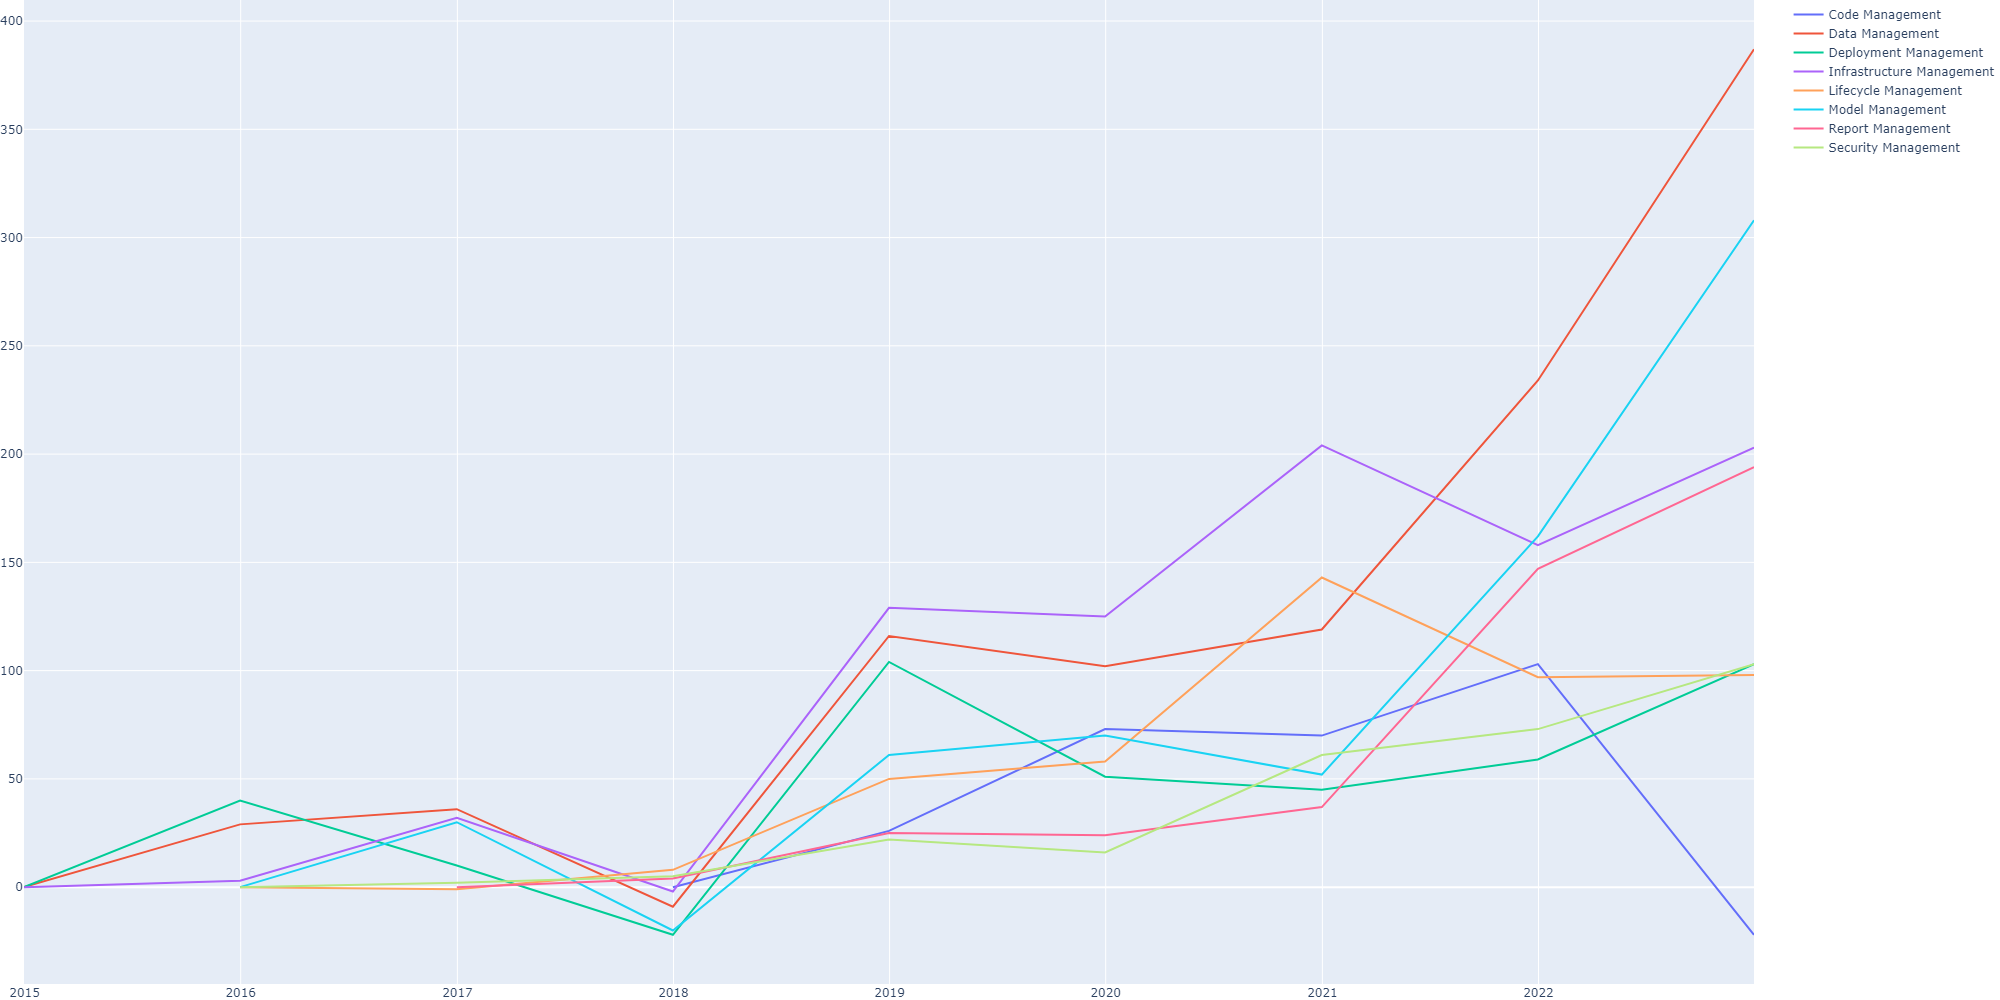 400
350
300
250
200
150
100
50
0
2015 2016 2017 2018 2019 2020 2021 2022
Code Management
Data Management
Deployment Management
Infrastructure Management
Lifecycle Management
Model Management
Report Management
Security Management